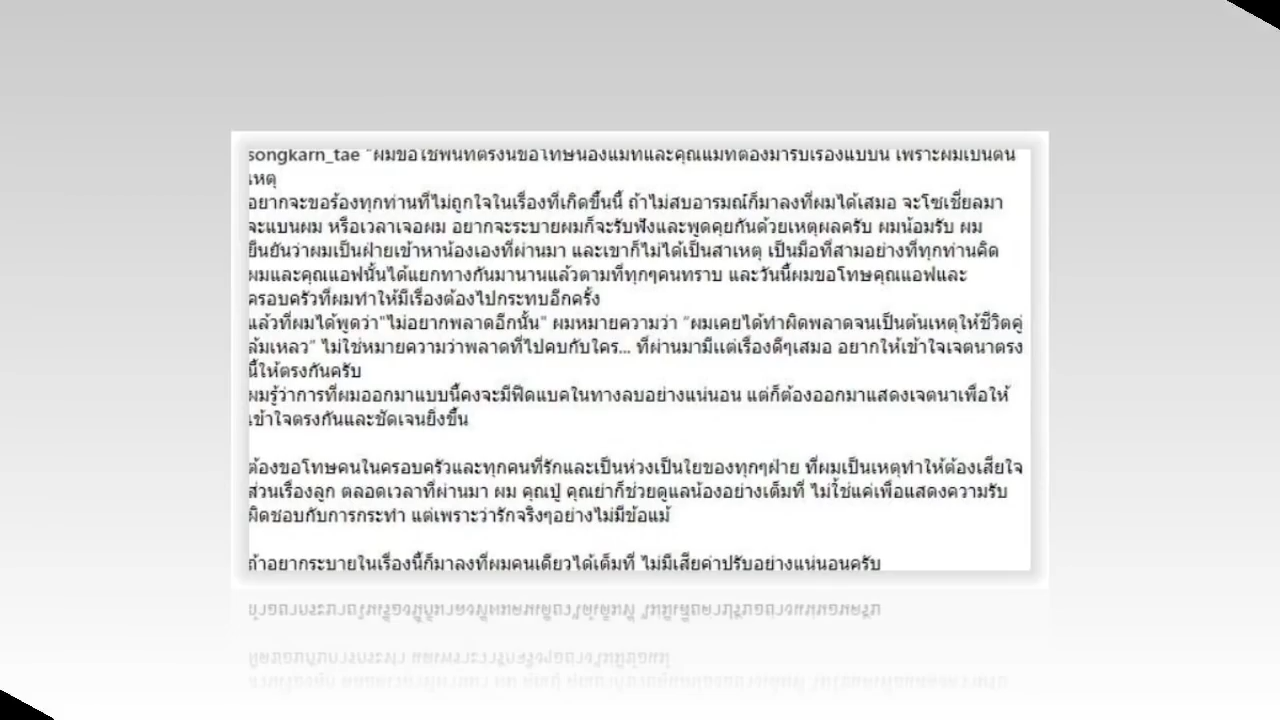 songkarn_tae "ผมขอใช้พื้นที่ตรงนี้ขอโทษน้องแมทและคุณแม่ที่ต้องมารับเรื่องแบบนี้ เพราะผมเป็นต้น
เหตุ
อยากจะขอร้องทุกท่านที่ไม่ถูกใจในเรื่องที่เกิดขึ้นนี้ ถ้าไม่สบอารมณ์ก็มาลงที่ผมได้เสมอ จะโซเชี่ยลมา
จะแบนผม หรือเวลาเจอผม อยากจะระบายผมก็จะรับฟังและพูดคุยกันด้วยเหตุผลครับ ผมน้อมรับ ผม
ยืนยันว่าผมเป็นฝ่ายเข้าหาน้องเองที่ผ่านมา และเขาก็ไม่ได้เป็นสาเหตุ เป็นมือที่สามอย่างที่ทุกท่านคิด
ผมและคุณแอฟนั้นได้แยกทางกันมานานแล้วตามที่ทุกๆคนทราบ และวันนี้ผมขอโทษคุณแอฟและ
ครอบครัวที่ผมทำให้มีเรื่องต้องไปกระทบอีกครั้ง
แล้วที่ผมได้พูดว่า"ไม่อยากพลาดอีกนั้น" ผมหมายความว่า "ผมเคยได้ทำผิดพลาดจนเป็นต้นเหตุให้ชีวิตคู่
ล้มเหลว" ไม่ใช่หมายความว่าพลาดที่ไปคบกับใคร... ที่ผ่านมามีแต่เรื่องดีๆเสมอ อยากให้เข้าใจเจตนาตรง
นี้ให้ตรงกันครับ
ผมรู้ว่าการที่ผมออกมาแบบนี้คงจะมีฟีดแบคในทางลบอย่างแน่นอน แต่ก็ต้องออกมาแสดงเจตนาเพื่อให้
เข้าใจตรงกันและชัดเจนยิ่งขึ้น
ต้องขอโทษคนในครอบครัวและทุกคนที่รักและเป็นห่วงเป็นใยของทุกๆฝ่าย ที่ผมเป็นเหตุทำให้ต้องเสียใจ
ส่วนเรื่องลูก ตลอดเวลาที่ผ่านมา ผม คุณปู่ คุณย่าก็ช่วยดูแลน้องอย่างเต็มที่ ไม่ใช่แค่เพื่อแสดงความรับ
ผิดชอบกับการกระทำ แต่เพราะว่ารักจริงๆอย่างไม่มีข้อแม้
ถ้าอยากระบายในเรื่องนี้ก็มาลงที่ผมคนเดียวได้เต็มที่ ไม่มีเสียค่าปรับอย่างแน่นอนครับ